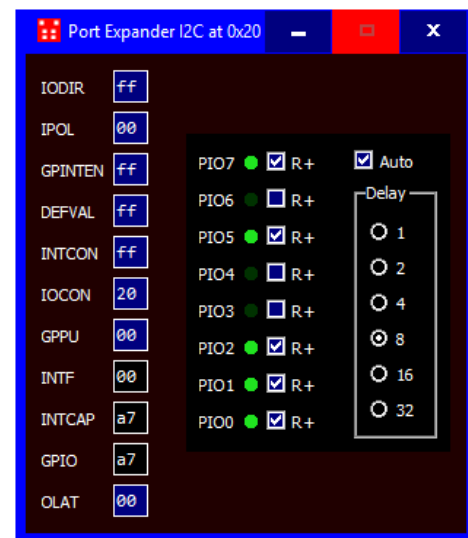 Port Expander I2C at 0x20
IODIR ff
IPOL 00
GPINTEN ff
DEFVAL ff
INTCON ff
IOCON 20
GPPU 00
INTF 00
INTCAP a7
GPIO a7
OLAT 00
PIO7 R+
PIO6 R+
PIO5 R+
PIO4 R+
PIO3 R+
PIO2 R+
PIO1 R+
PIO0 R+
Auto
Delay
1
2
4
8
16
32